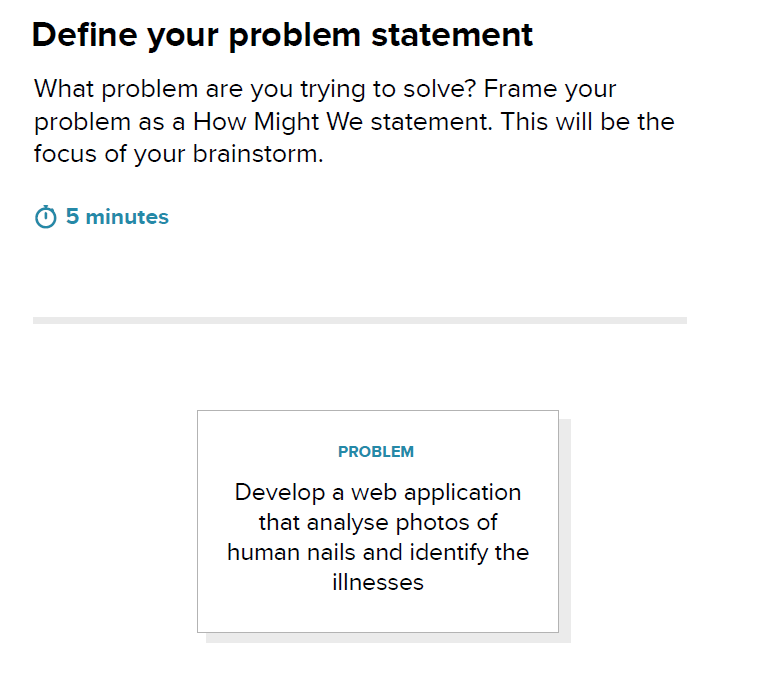 Define your problem statement
What problem are you trying to solve? Frame your
problem as a How Might We statement. This will be the
focus of your brainstorm.
5 minutes
PROBLEM
Develop a web application
that analyse photos of
human nails and identify the
illnesses